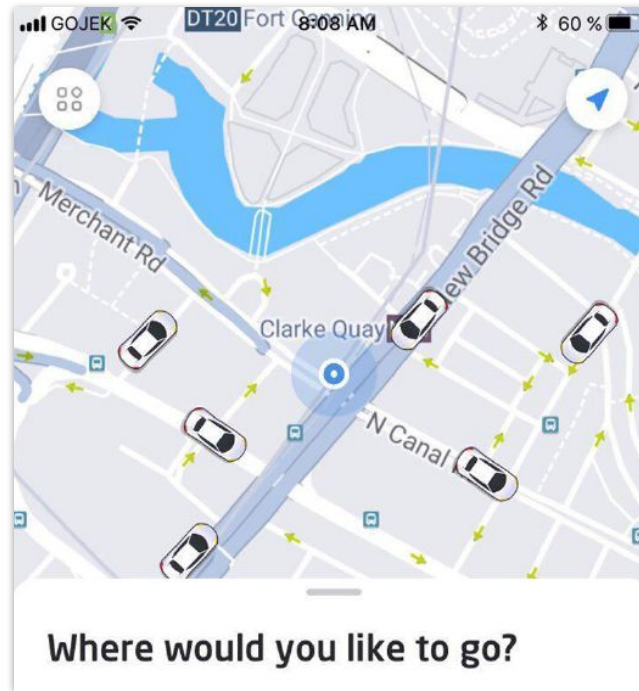 GOJEK
8:08 AM
60 %
DT20 Fort Canning
Merchant Rd
New Bridge Rd
Clarke Quay
N Canal
Where would you like to go?